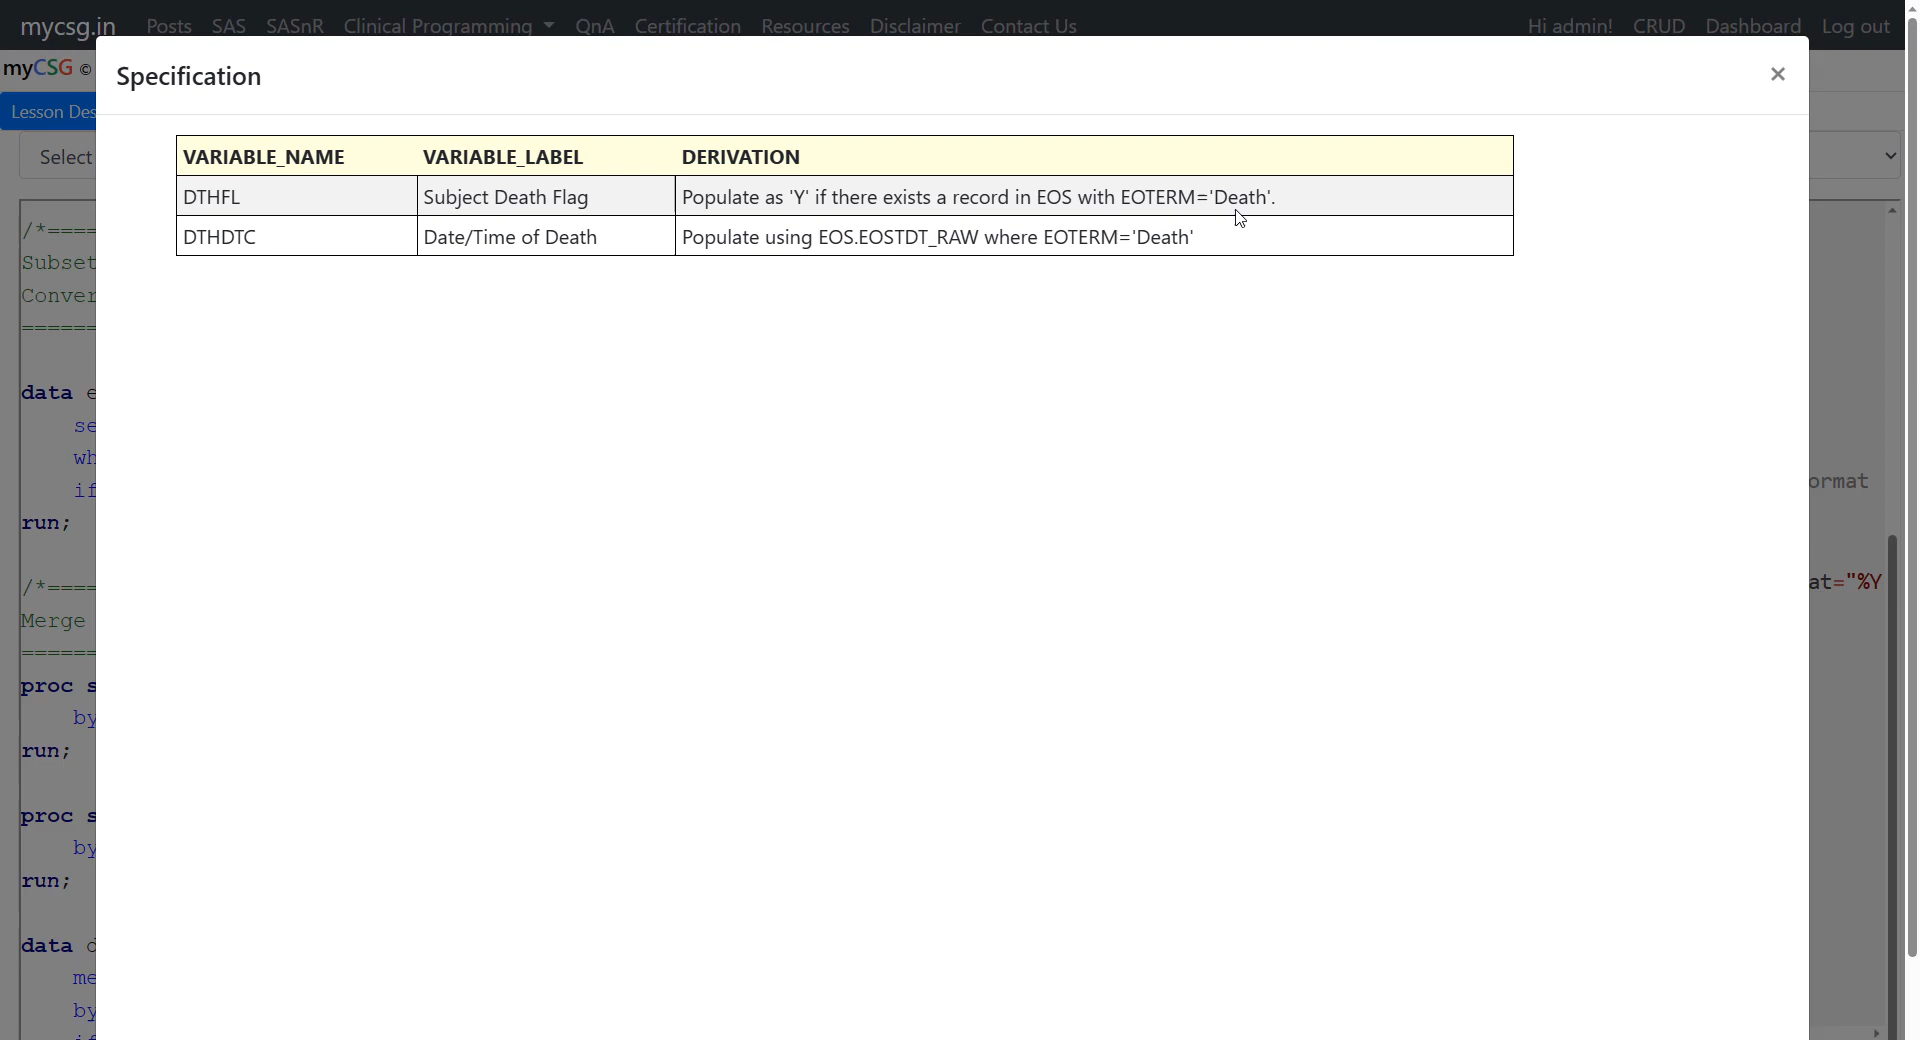 mycsg.in Posts SAS SASnR Clinical Programming QnA Certification Resources Disclaimer Contact Us Hi admin! CRUD Dashboard Log out
myCSG ©
Specification ×
Lesson Des
Select
VARIABLE_NAME VARIABLE_LABEL DERIVATION
DTHFL Subject Death Flag Populate as 'Y' if there exists a record in EOS with EOTERM='Death'.
DTHDTC Date/Time of Death Populate using EOS.EOSTDT_RAW where EOTERM='Death'
/*====
Subset
Conver
======
data e
se
wh
if
ormat
run;
/*====
at="%Y
Merge
======
proc s
by
run;
proc s
by
run;
data d
me
by